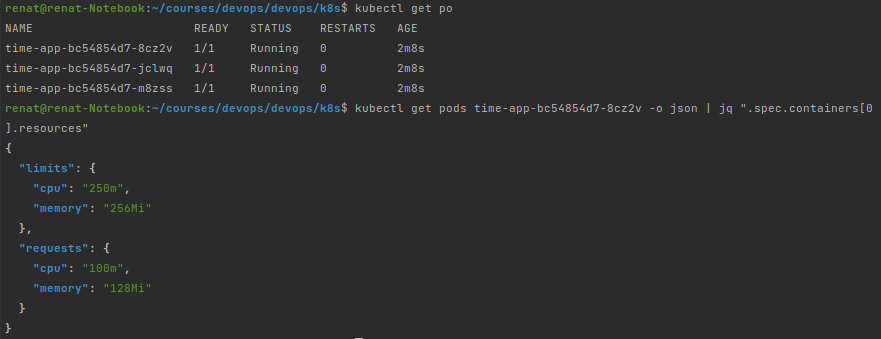 renat@renat-Notebook:~/courses/devops/devops/k8s$ kubectl get po
NAME                       READY   STATUS    RESTARTS   AGE
time-app-bc54854d7-8cz2v   1/1     Running   0          2m8s
time-app-bc54854d7-jclwq   1/1     Running   0          2m8s
time-app-bc54854d7-m8zss   1/1     Running   0          2m8s
renat@renat-Notebook:~/courses/devops/devops/k8s$ kubectl get pods time-app-bc54854d7-8cz2v -o json | jq ".spec.containers[0
].resources"
{
  "limits": {
    "cpu": "250m",
    "memory": "256Mi"
  },
  "requests": {
    "cpu": "100m",
    "memory": "128Mi"
  }
}